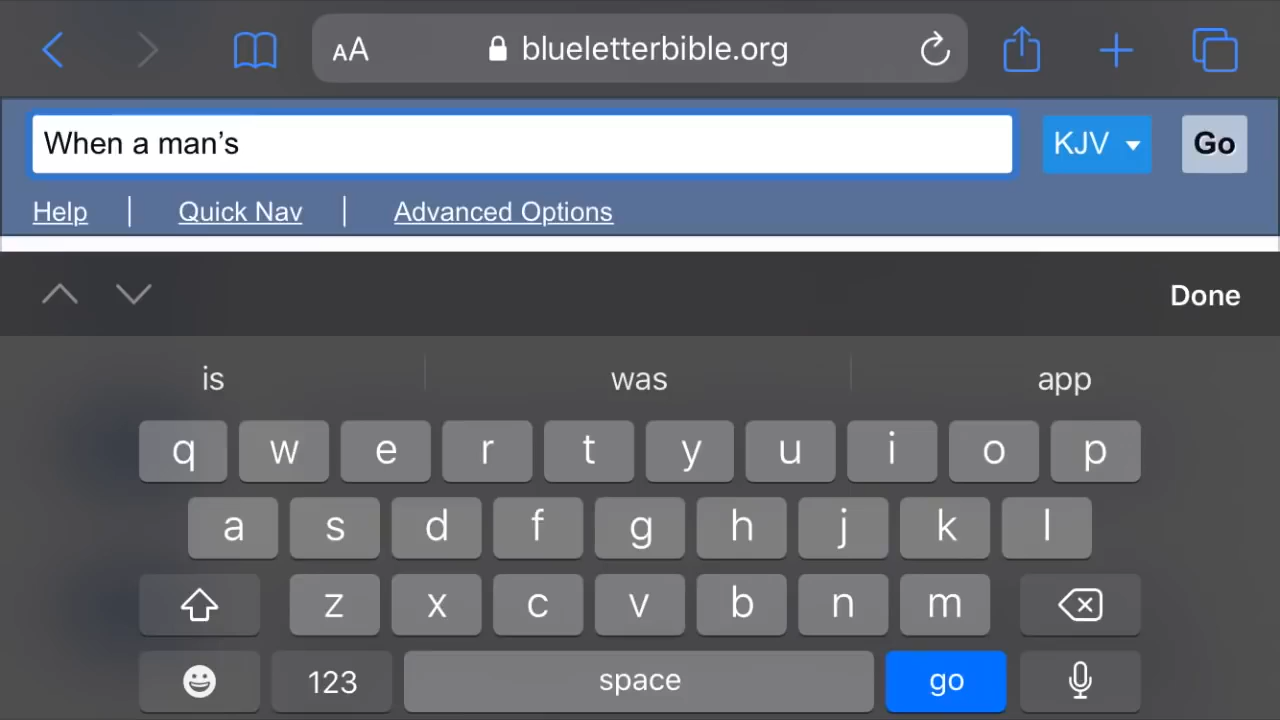 AA blueletterbible.org
When a man’s KJV Go
Help | Quick Nav | Advanced Options
Done
is was app
q w e r t y u i o p
a s d f g h j k l
z x c v b n m
123 space go